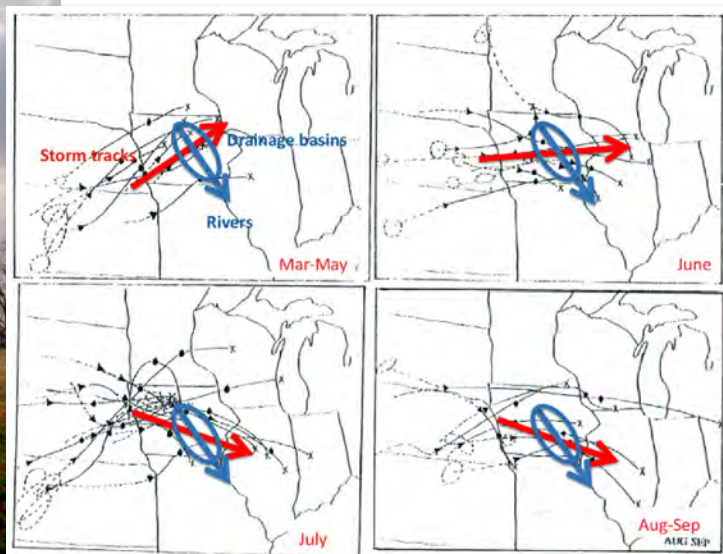 Storm tracks
Drainage basins
Rivers
Mar-May
June
July
Aug-Sep
AUG SEP